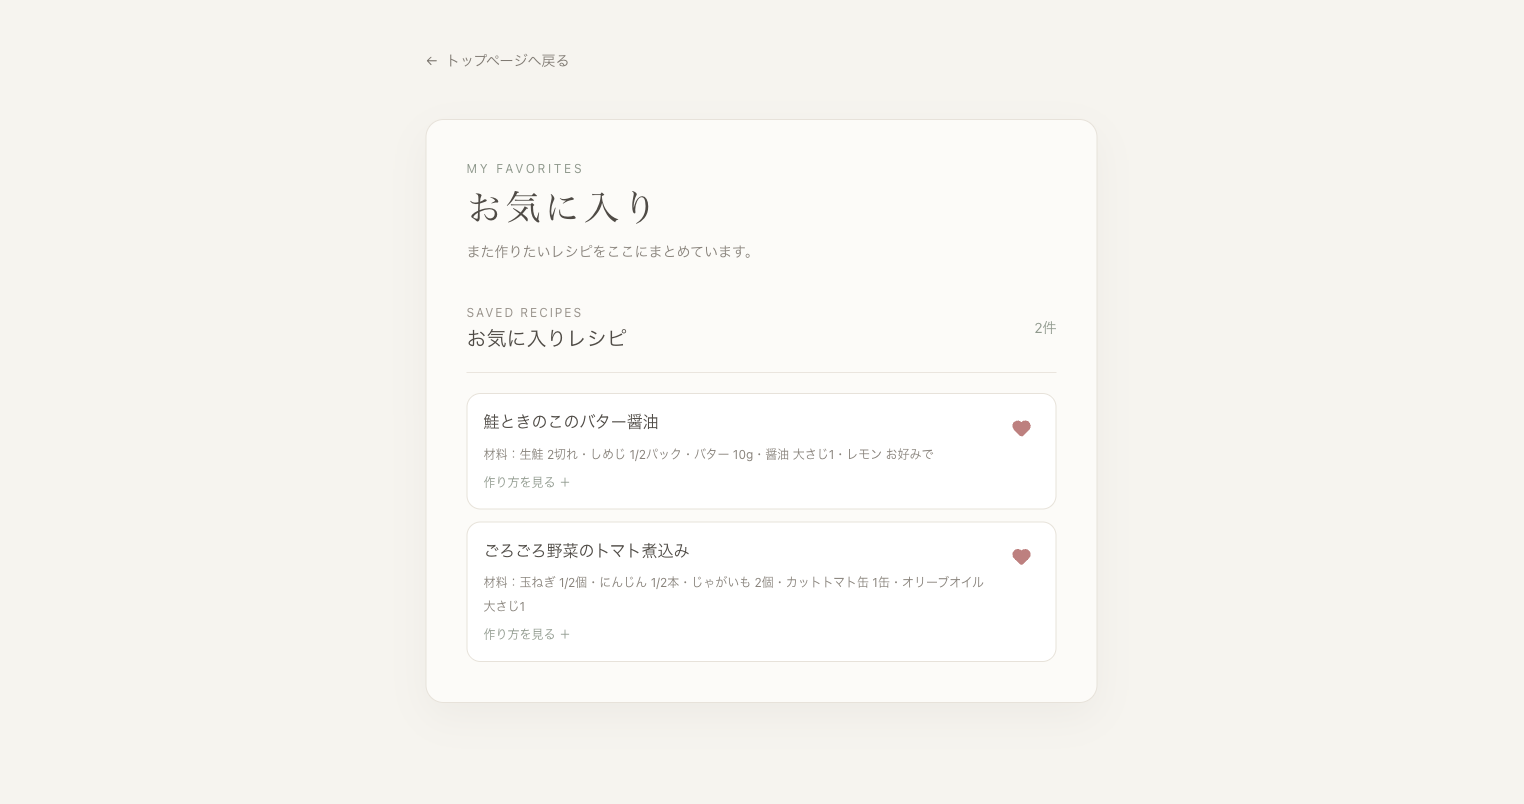 ← トップページへ戻る
MY FAVORITES
お気に入り
また作りたいレシピをここにまとめています。
SAVED RECIPES
お気に入りレシピ
2件
鮭ときのこのバター醤油
材料：生鮭 2切れ・しめじ 1/2パック・バター 10g・醤油 大さじ1・レモン お好みで
作り方を見る ＋
ごろごろ野菜のトマト煮込み
材料：玉ねぎ 1/2個・にんじん 1/2本・じゃがいも 2個・カットトマト缶 1缶・オリーブオイル
大さじ1
作り方を見る ＋